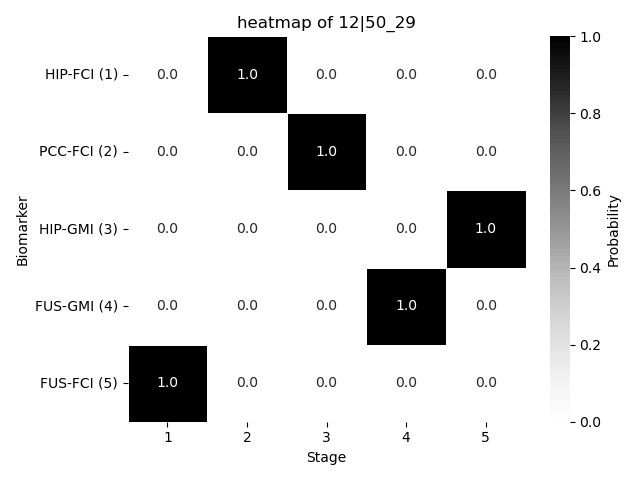 heatmap of 12|50_29
HIP-FCI (1) 0.0 1.0 0.0 0.0 0.0
PCC-FCI (2) 0.0 0.0 1.0 0.0 0.0
HIP-GMI (3) 0.0 0.0 0.0 0.0 1.0
FUS-GMI (4) 0.0 0.0 0.0 1.0 0.0
FUS-FCI (5) 1.0 0.0 0.0 0.0 0.0
1 2 3 4 5
Stage
Biomarker
1.0
0.8
0.6
0.4
0.2
0.0
Probability